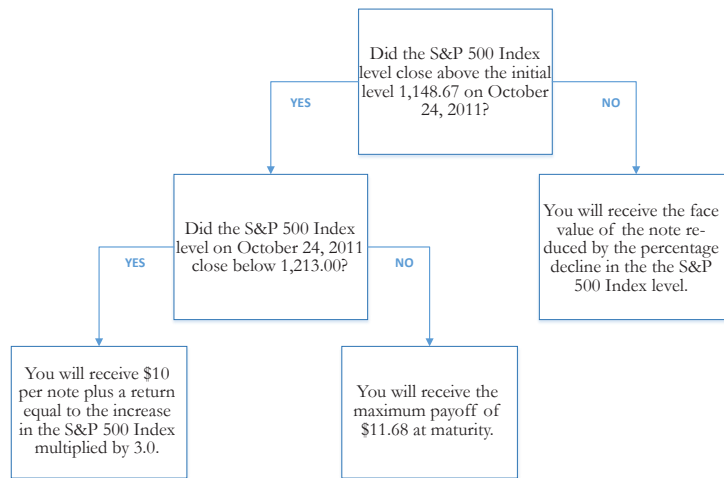 Did the S&P 500 Index
level close above the initial
level 1,148.67 on October
24, 2011?
YES
NO
Did the S&P 500 Index
level on October 24, 2011
close below 1,213.00?
You will receive the face
value of the note re-
duced by the percentage
decline in the the S&P
500 Index level.
YES
NO
You will receive $10
per note plus a return
equal to the increase
in the S&P 500 Index
multiplied by 3.0.
You will receive the
maximum payoff of
$11.68 at maturity.